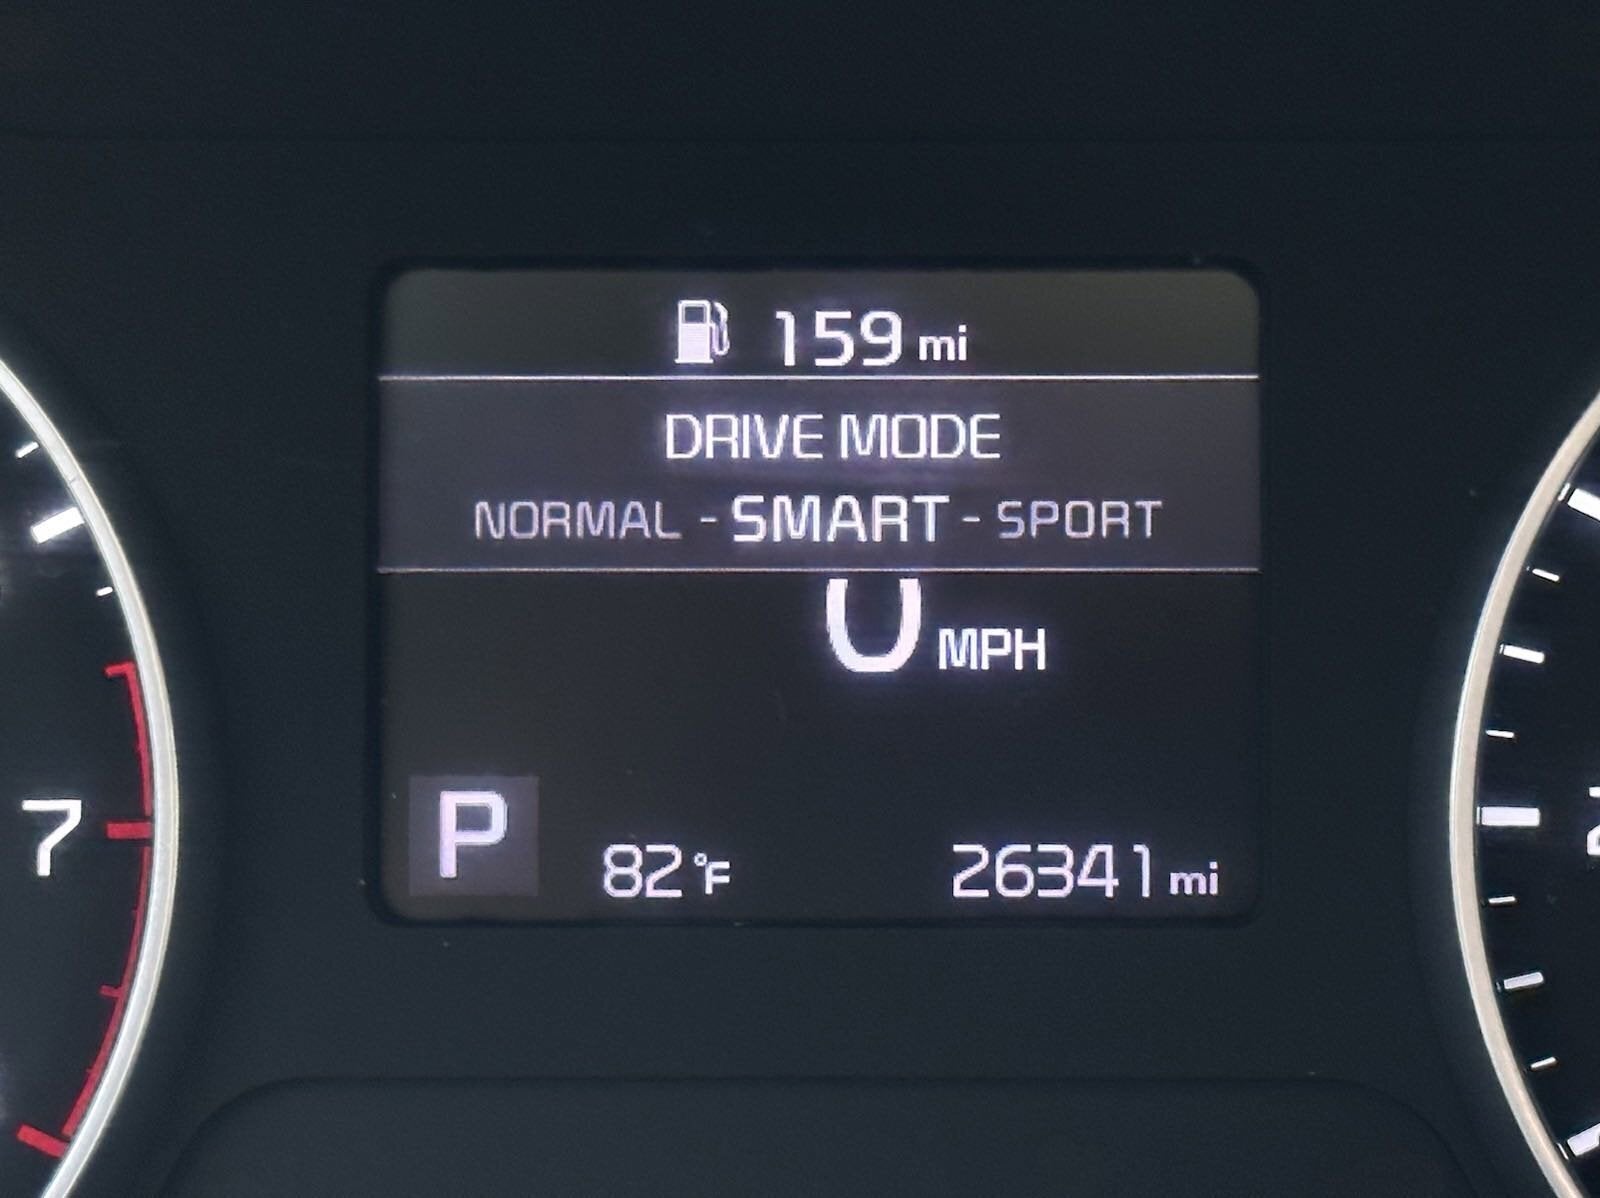 159 mi
DRIVE MODE
NORMAL - SMART - SPORT
0 MPH
7
P
82°F 26341 mi